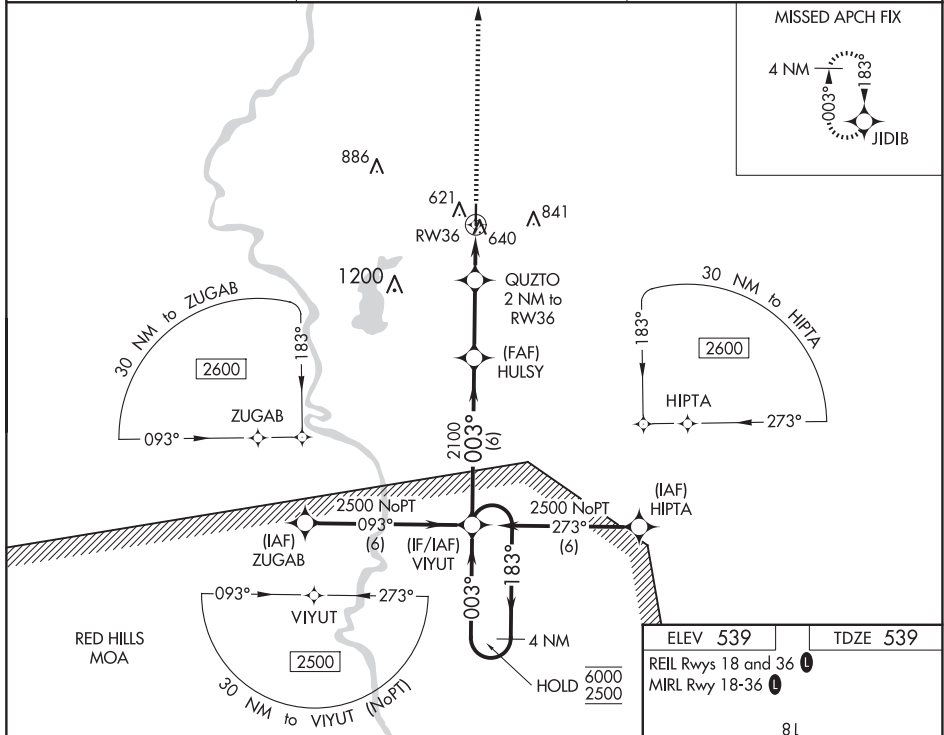 MISSED APCH FIX
4 NM
003°
183°
JIDIB
886
621
841
RW36
640
1200
QUZTO
2 NM to
RW36
30 NM to ZUGAB
2600
183°
ZUGAB
093°
(FAF)
HULSY
30 NM to HIPTA
183°
2600
HIPTA
273°
2100
003°
(6)
2500 NoPT
093°
(6)
(IAF)
ZUGAB
(IF/IAF)
VIYUT
2500 NoPT
273°
(6)
(IAF)
HIPTA
003°
183°
4 NM
HOLD
6000
2500
093°
273°
VIYUT
2500
30 NM to VIYUT (NoPT)
RED HILLS
MOA
ELEV 539
TDZE 539
REIL Rwys 18 and 36 L
MIRL Rwy 18-36 L